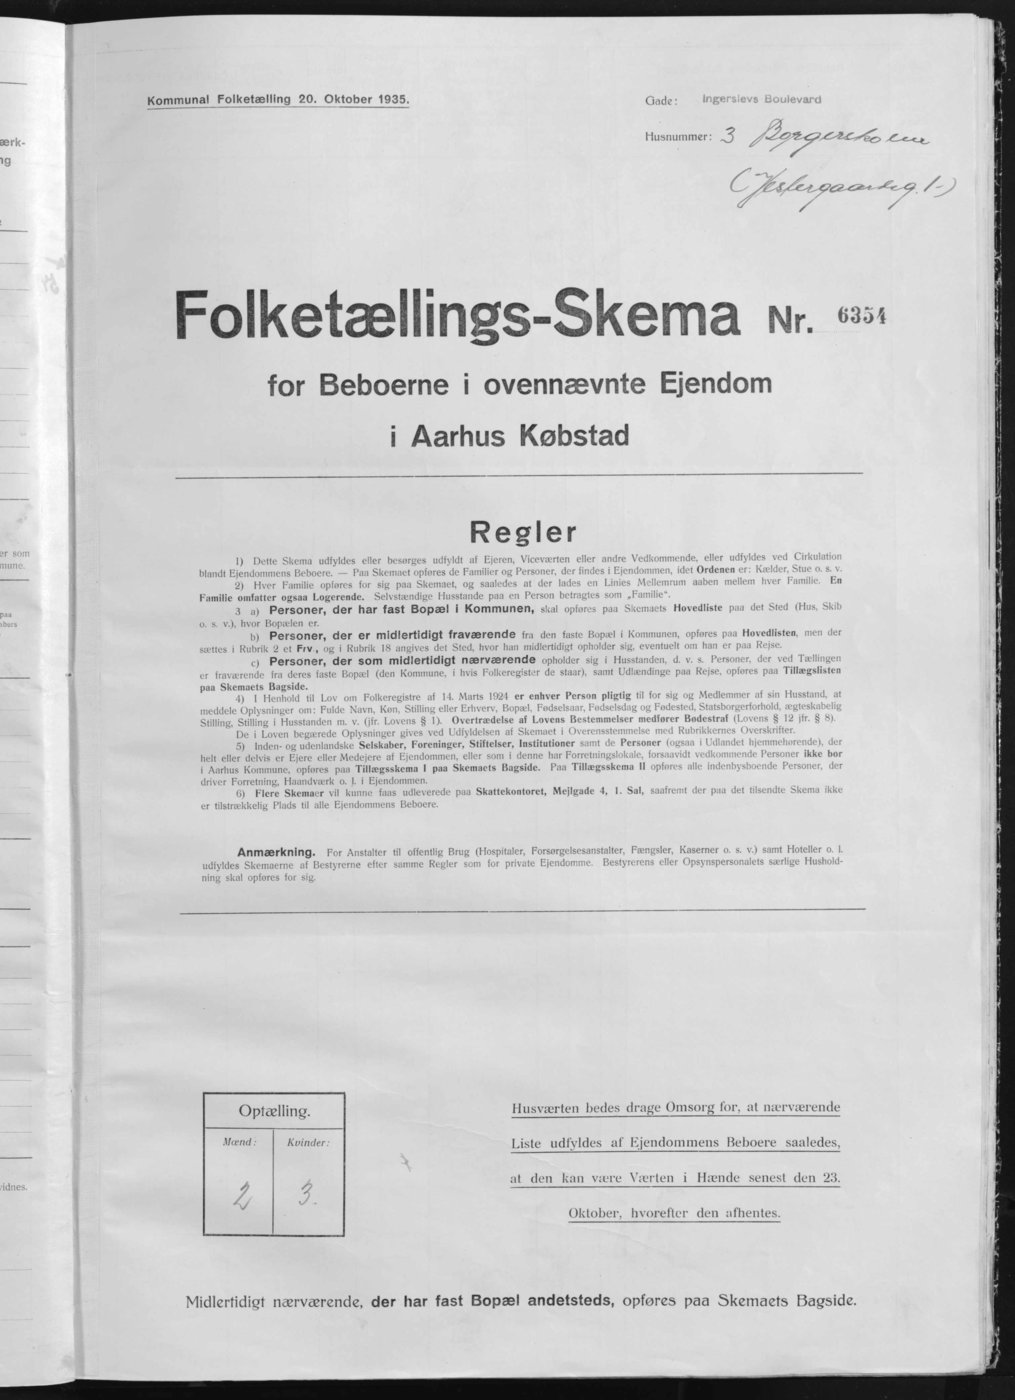 Kommunal Folketælling 20. Oktober 1935.
Gade: Ingerslevs Boulevard
Husnummer: 3 Borgerskolen
(Vestergaardsg. 1-)
Folketællings-Skema Nr. 6354
for Beboerne i ovennævnte Ejendom
i Aarhus Købstad
Regler
1) Dette Skema udfyldes eller besørges udfyldt af Ejeren, Viceværten eller andre Vedkommende, eller udfyldes ved Cirkulation
blandt Ejendommens Beboere. — Paa Skemaet opføres de Familier og Personer, der findes i Ejendommen, idet Ordenen er: Kælder, Stue o. s. v.
2) Hver Familie opføres for sig paa Skemaet, og saaledes at der lades en Linies Mellemrum aaben mellem hver Familie. En
Familie omfatter ogsaa Logerende. Selvstændige Husstande paa en Person betragtes som „Familie“.
3 a) Personer, der har fast Bopæl i Kommunen, skal opføres paa Skemaets Hovedliste paa det Sted (Hus, Skib
o. s. v.), hvor Bopælen er.
b) Personer, der er midlertidigt fraværende fra den faste Bopæl i Kommunen, opføres paa Hovedlisten, men der
sættes i Rubrik 2 et Frv., og i Rubrik 18 angives det Sted, hvor han midlertidigt opholder sig, eventuelt om han er paa Rejse.
c) Personer, der som midlertidigt nærværende opholder sig i Husstanden, d. v. s. Personer, der ved Tællingen
er fraværende fra deres faste Bopæl (den Kommune, i hvis Folkeregister de staar), samt Udlændinge paa Rejse, opføres paa Tillægslisten
paa Skemaets Bagside.
4) I Henhold til Lov om Folkeregistre af 14. Marts 1924 er enhver Person pligtig til for sig og Medlemmer af sin Husstand, at
meddele Oplysninger om: Fulde Navn, Køn, Stilling eller Erhverv, Bopæl, Fødselsaar, Fødselsdag og Fødested, Statsborgerforhold, ægteskabelig
Stilling, Stilling i Husstanden m. v. (jfr. Lovens § 1). Overtrædelse af Lovens Bestemmelser medfører Bødestraf (Lovens § 12 jfr. § 8).
De i Loven begærede Oplysninger gives ved Udfyldelsen af Skemaet i Overensstemmelse med Rubrikkernes Overskrifter.
5) Inden- og udenlandske Selskaber, Foreninger, Stiftelser, Institutioner samt de Personer (ogsaa i Udlandet hjemmehørende), der
helt eller delvis er Ejere eller Medejere af Ejendommen, eller som i denne har Forretningslokale, forsaavidt vedkommende Personer ikke bor
i Aarhus Kommune, opføres paa Tillægsskema I paa Skemaets Bagside. Paa Tillægsskema II opføres alle indenbysboende Personer, der
driver Forretning, Haandværk o. l. i Ejendommen.
6) Flere Skemaer vil kunne faas udleverede paa Skattekontoret, Mejlgade 4, 1. Sal, saafremt der paa det tilsendte Skema ikke
er tilstrækkelig Plads til alle Ejendommens Beboere.
Anmærkning. For Anstalter til offentlig Brug (Hospitaler, Forsørgelsesanstalter, Fængsler, Kaserner o. s. v.) samt Hoteller o. l.
udfyldes Skemaerne af Bestyrerne efter samme Regler som for private Ejendomme. Bestyrerens eller Opsynspersonalets særlige Hushold-
ning skal opføres for sig.
Optælling.
Mænd: Kvinder:
2 3.
Husværten bedes drage Omsorg for, at nærværende
Liste udfyldes af Ejendommens Beboere saaledes,
at den kan være Værten i Hænde senest den 23.
Oktober, hvorefter den afhentes.
Midlertidigt nærværende, der har fast Bopæl andetsteds, opføres paa Skemaets Bagside.